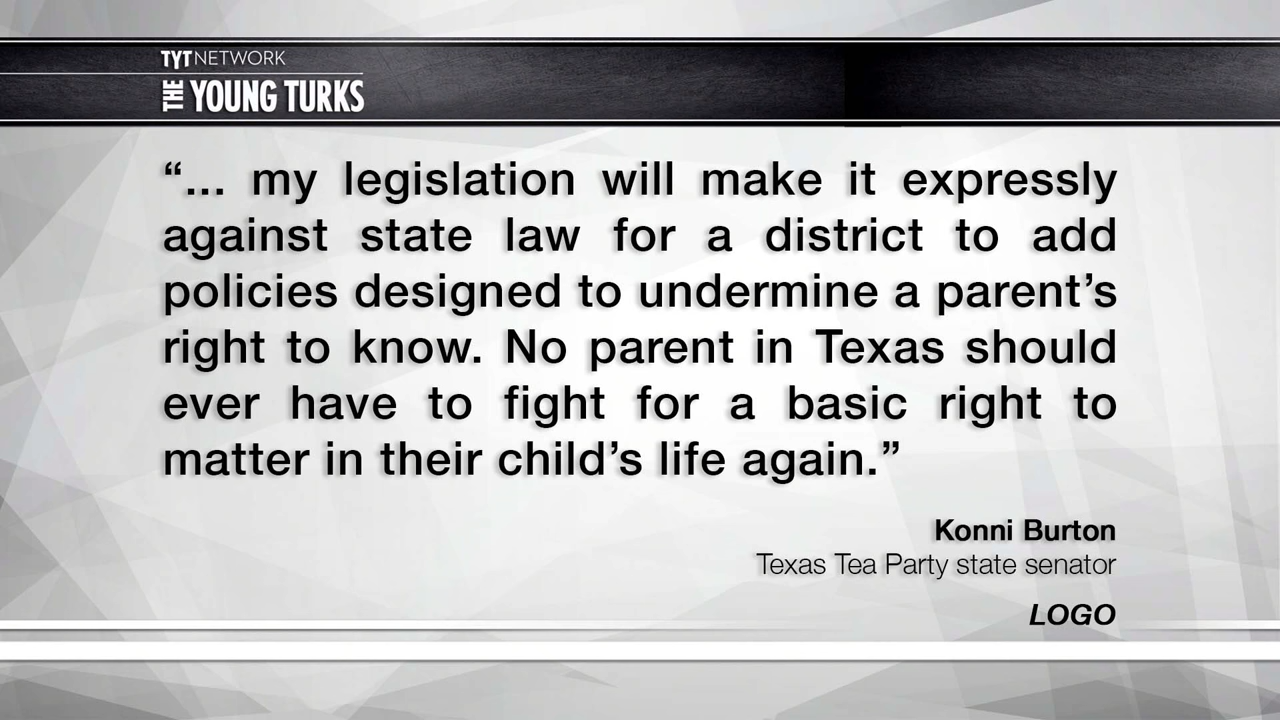 TYT NETWORK
THE YOUNG TURKS
“... my legislation will make it expressly
against state law for a district to add
policies designed to undermine a parent’s
right to know. No parent in Texas should
ever have to fight for a basic right to
matter in their child’s life again.”
Konni Burton
Texas Tea Party state senator
LOGO